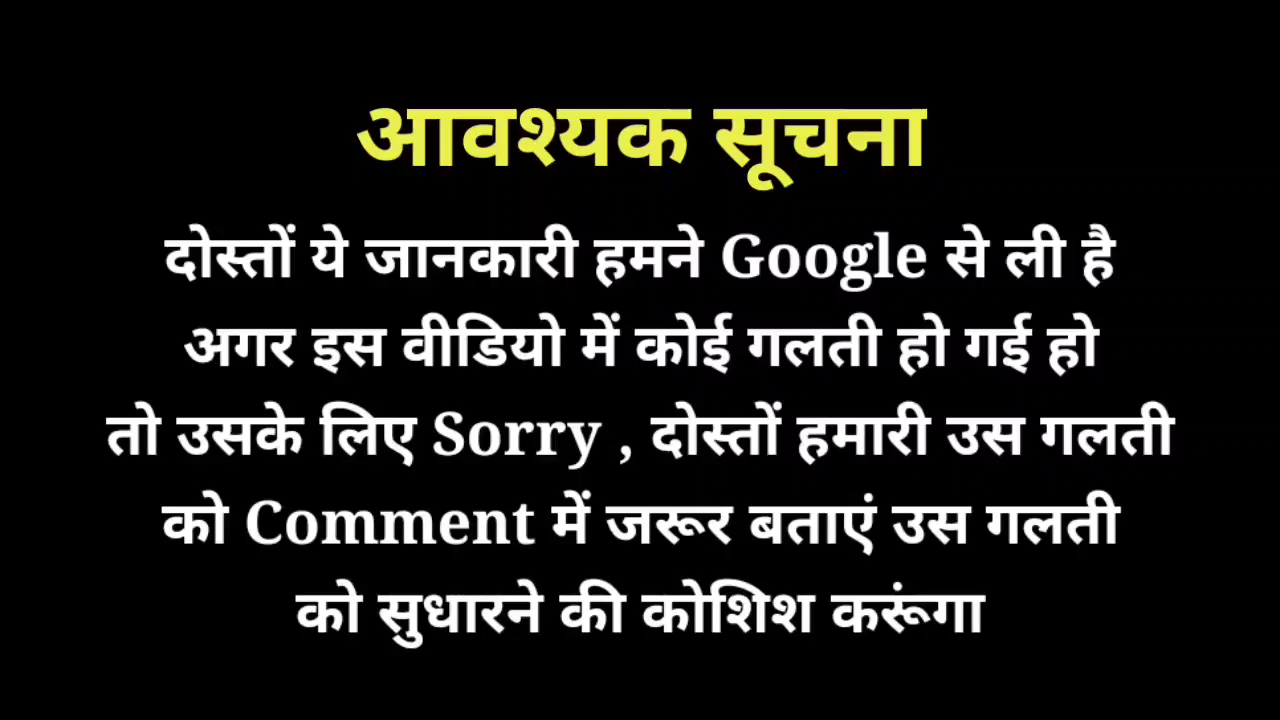 आवश्यक सूचना
दोस्तों ये जानकारी हमने Google से ली है
अगर इस वीडियो में कोई गलती हो गई हो
तो उसके लिए Sorry , दोस्तों हमारी उस गलती
को Comment में जरूर बताएं उस गलती
को सुधारने की कोशिश करूंगा